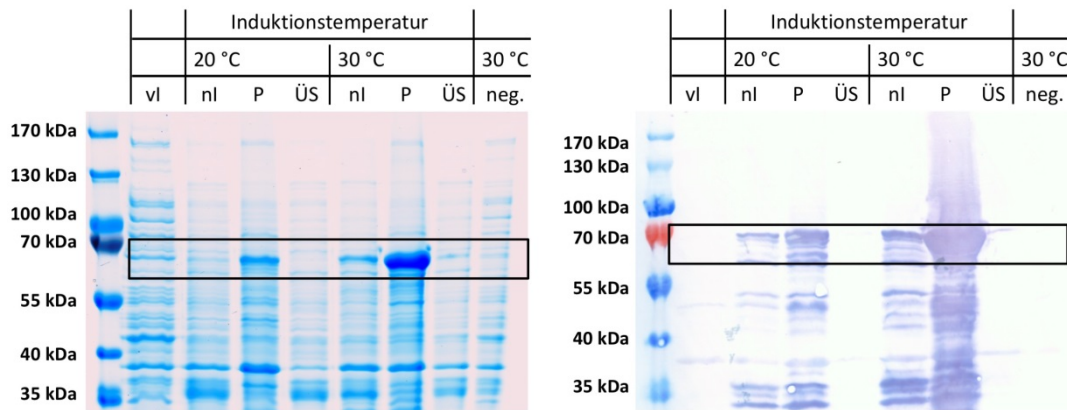 Induktionstemperatur
20 °C 30 °C 30 °C
vI nI P ÜS nI P ÜS neg.
170 kDa
130 kDa
100 kDa
70 kDa
55 kDa
40 kDa
35 kDa
Induktionstemperatur
20 °C 30 °C 30 °C
vI nI P ÜS nI P ÜS neg.
170 kDa
130 kDa
100 kDa
70 kDa
55 kDa
40 kDa
35 kDa